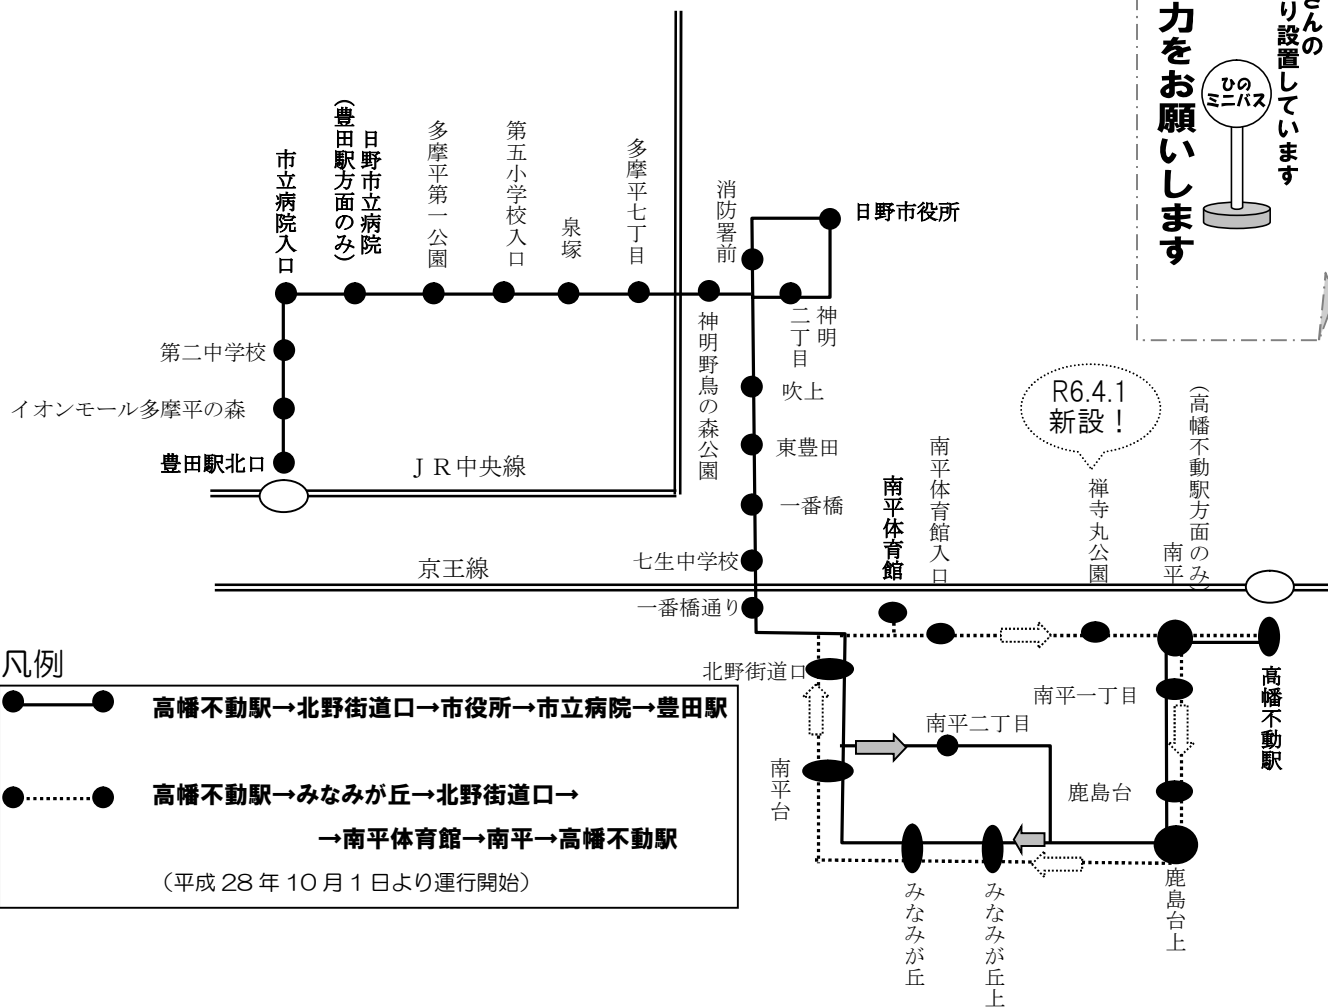 さんの
り設置しています
力をお願いします
ひの
ミニバス
市立病院入口
日野市立病院
(豊田駅方面のみ)
多摩平第一公園
第五小学校入口
泉塚
多摩平七丁目
消防署前
日野市役所
神明野鳥の森公園
神明
二丁目
第二中学校
イオンモール多摩平の森
豊田駅北口
JR中央線
吹上
東豊田
一番橋
七生中学校
京王線
一番橋通り
南平体育館
南平体育館入口
R6.4.1
新設！
禅寺丸公園
南平
(高幡不動駅方面のみ)
高幡不動駅
北野街道口
南平一丁目
南平二丁目
南平台
鹿島台
鹿島台上
みなみが丘
みなみが丘上
凡例
高幡不動駅→北野街道口→市役所→市立病院→豊田駅
高幡不動駅→みなみが丘→北野街道口→
→南平体育館→南平→高幡不動駅
（平成28年10月1日より運行開始）